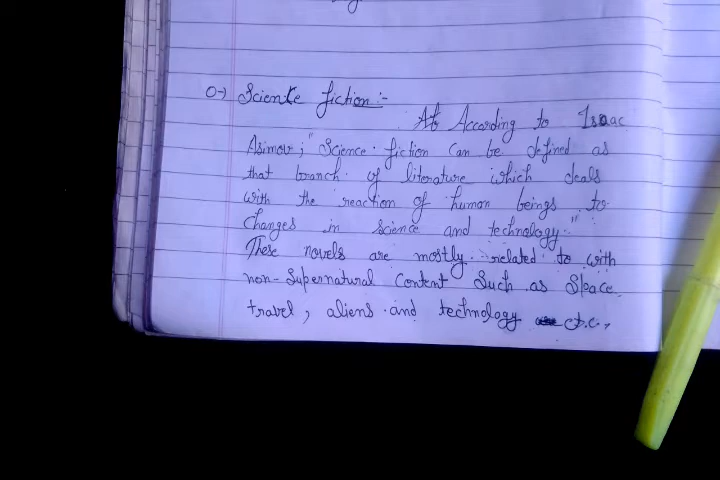 0→ Science fiction :-
According to Isaac
Asimov; "Science fiction can be defined as
that branch of literature which deals
with the reaction of human beings to
changes in science and technology."
These novels are mostly related to with
non-Supernatural content Such as Space
travel, aliens and technology etc.,